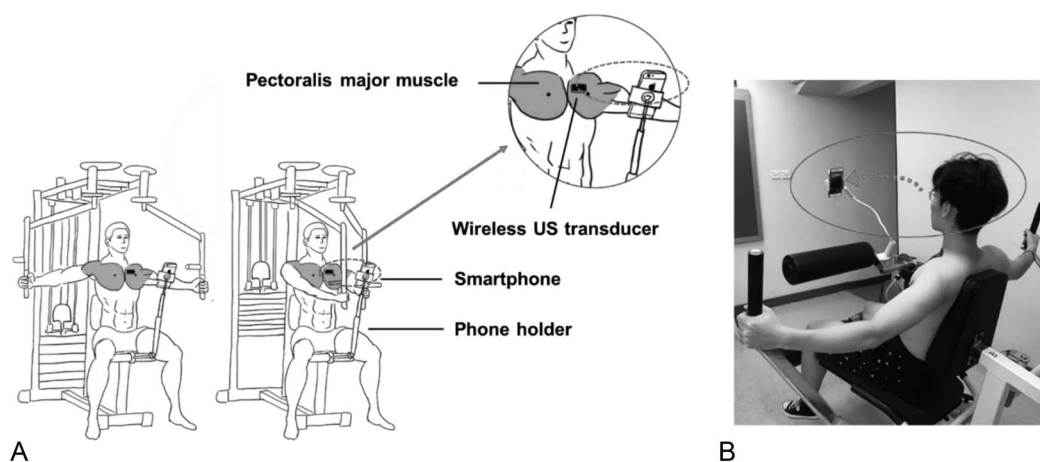 Pectoralis major muscle
Wireless US transducer
Smartphone
Phone holder
A
B